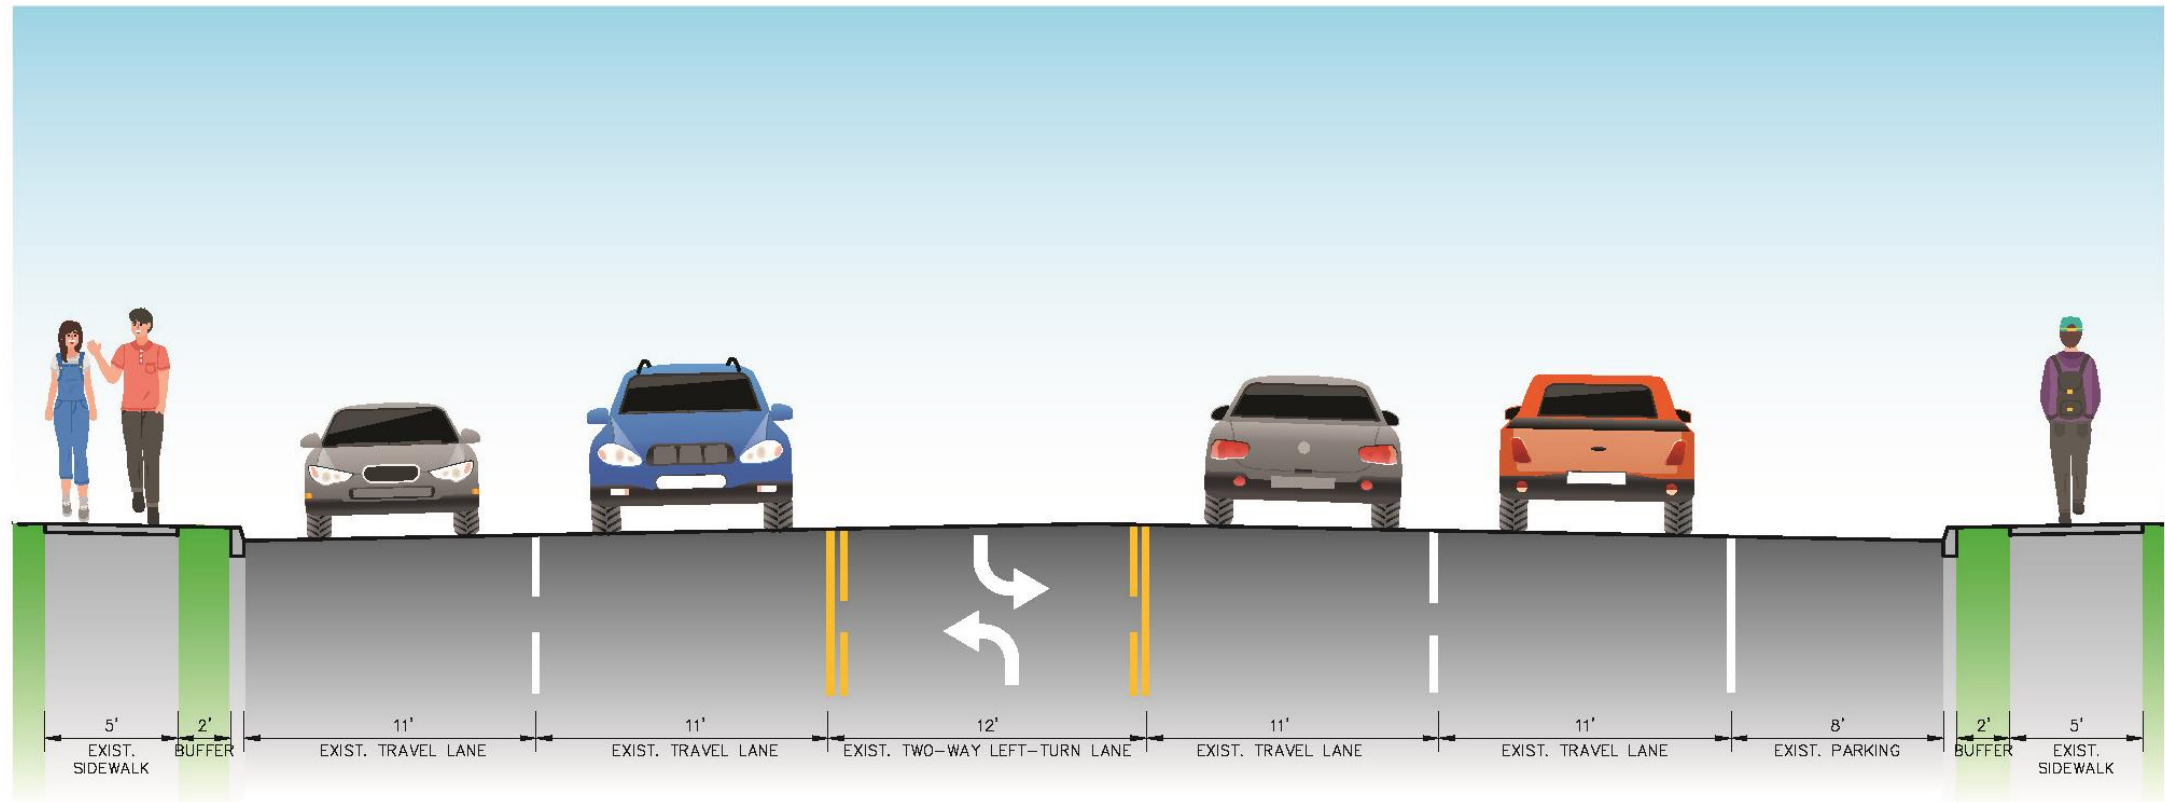 5' 2' 11' 11' 12' 11' 11' 8' 2' 5'
EXIST. BUFFER EXIST. TRAVEL LANE EXIST. TRAVEL LANE EXIST. TWO-WAY LEFT-TURN LANE EXIST. TRAVEL LANE EXIST. TRAVEL LANE EXIST. PARKING BUFFER EXIST.
SIDEWALK SIDEWALK